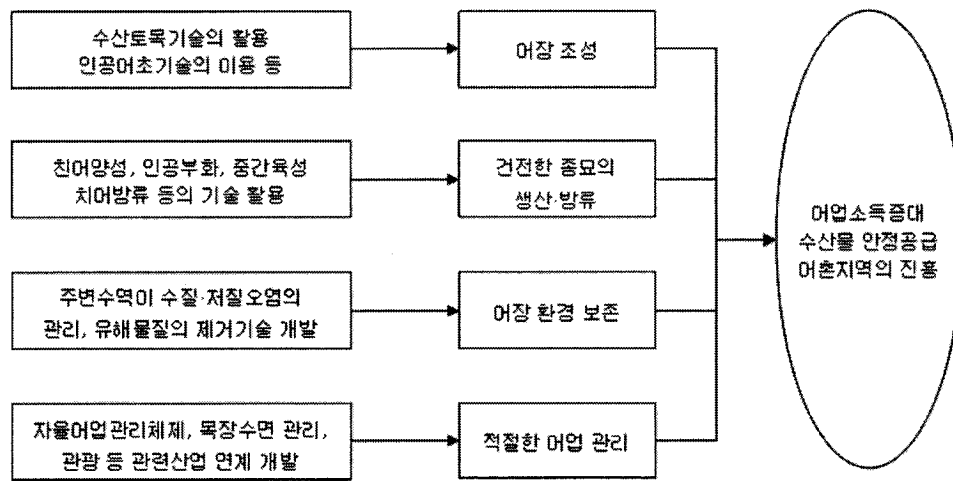 수산토목기술의 활용
인공어초기술의 이용 등
어장 조성
친어양성, 인공부화, 중간육성
치어방류 등의 기술 활용
건전한 종묘의
생산·방류
주변수역이 수질·저질오염의
관리, 유해물질의 제거기술 개발
어장 환경 보존
자율어업관리체제, 목장수면 관리,
관광 등 관련산업 연계 개발
적절한 어업 관리
어업소득증대
수산물 안정공급
어촌지역의 진흥